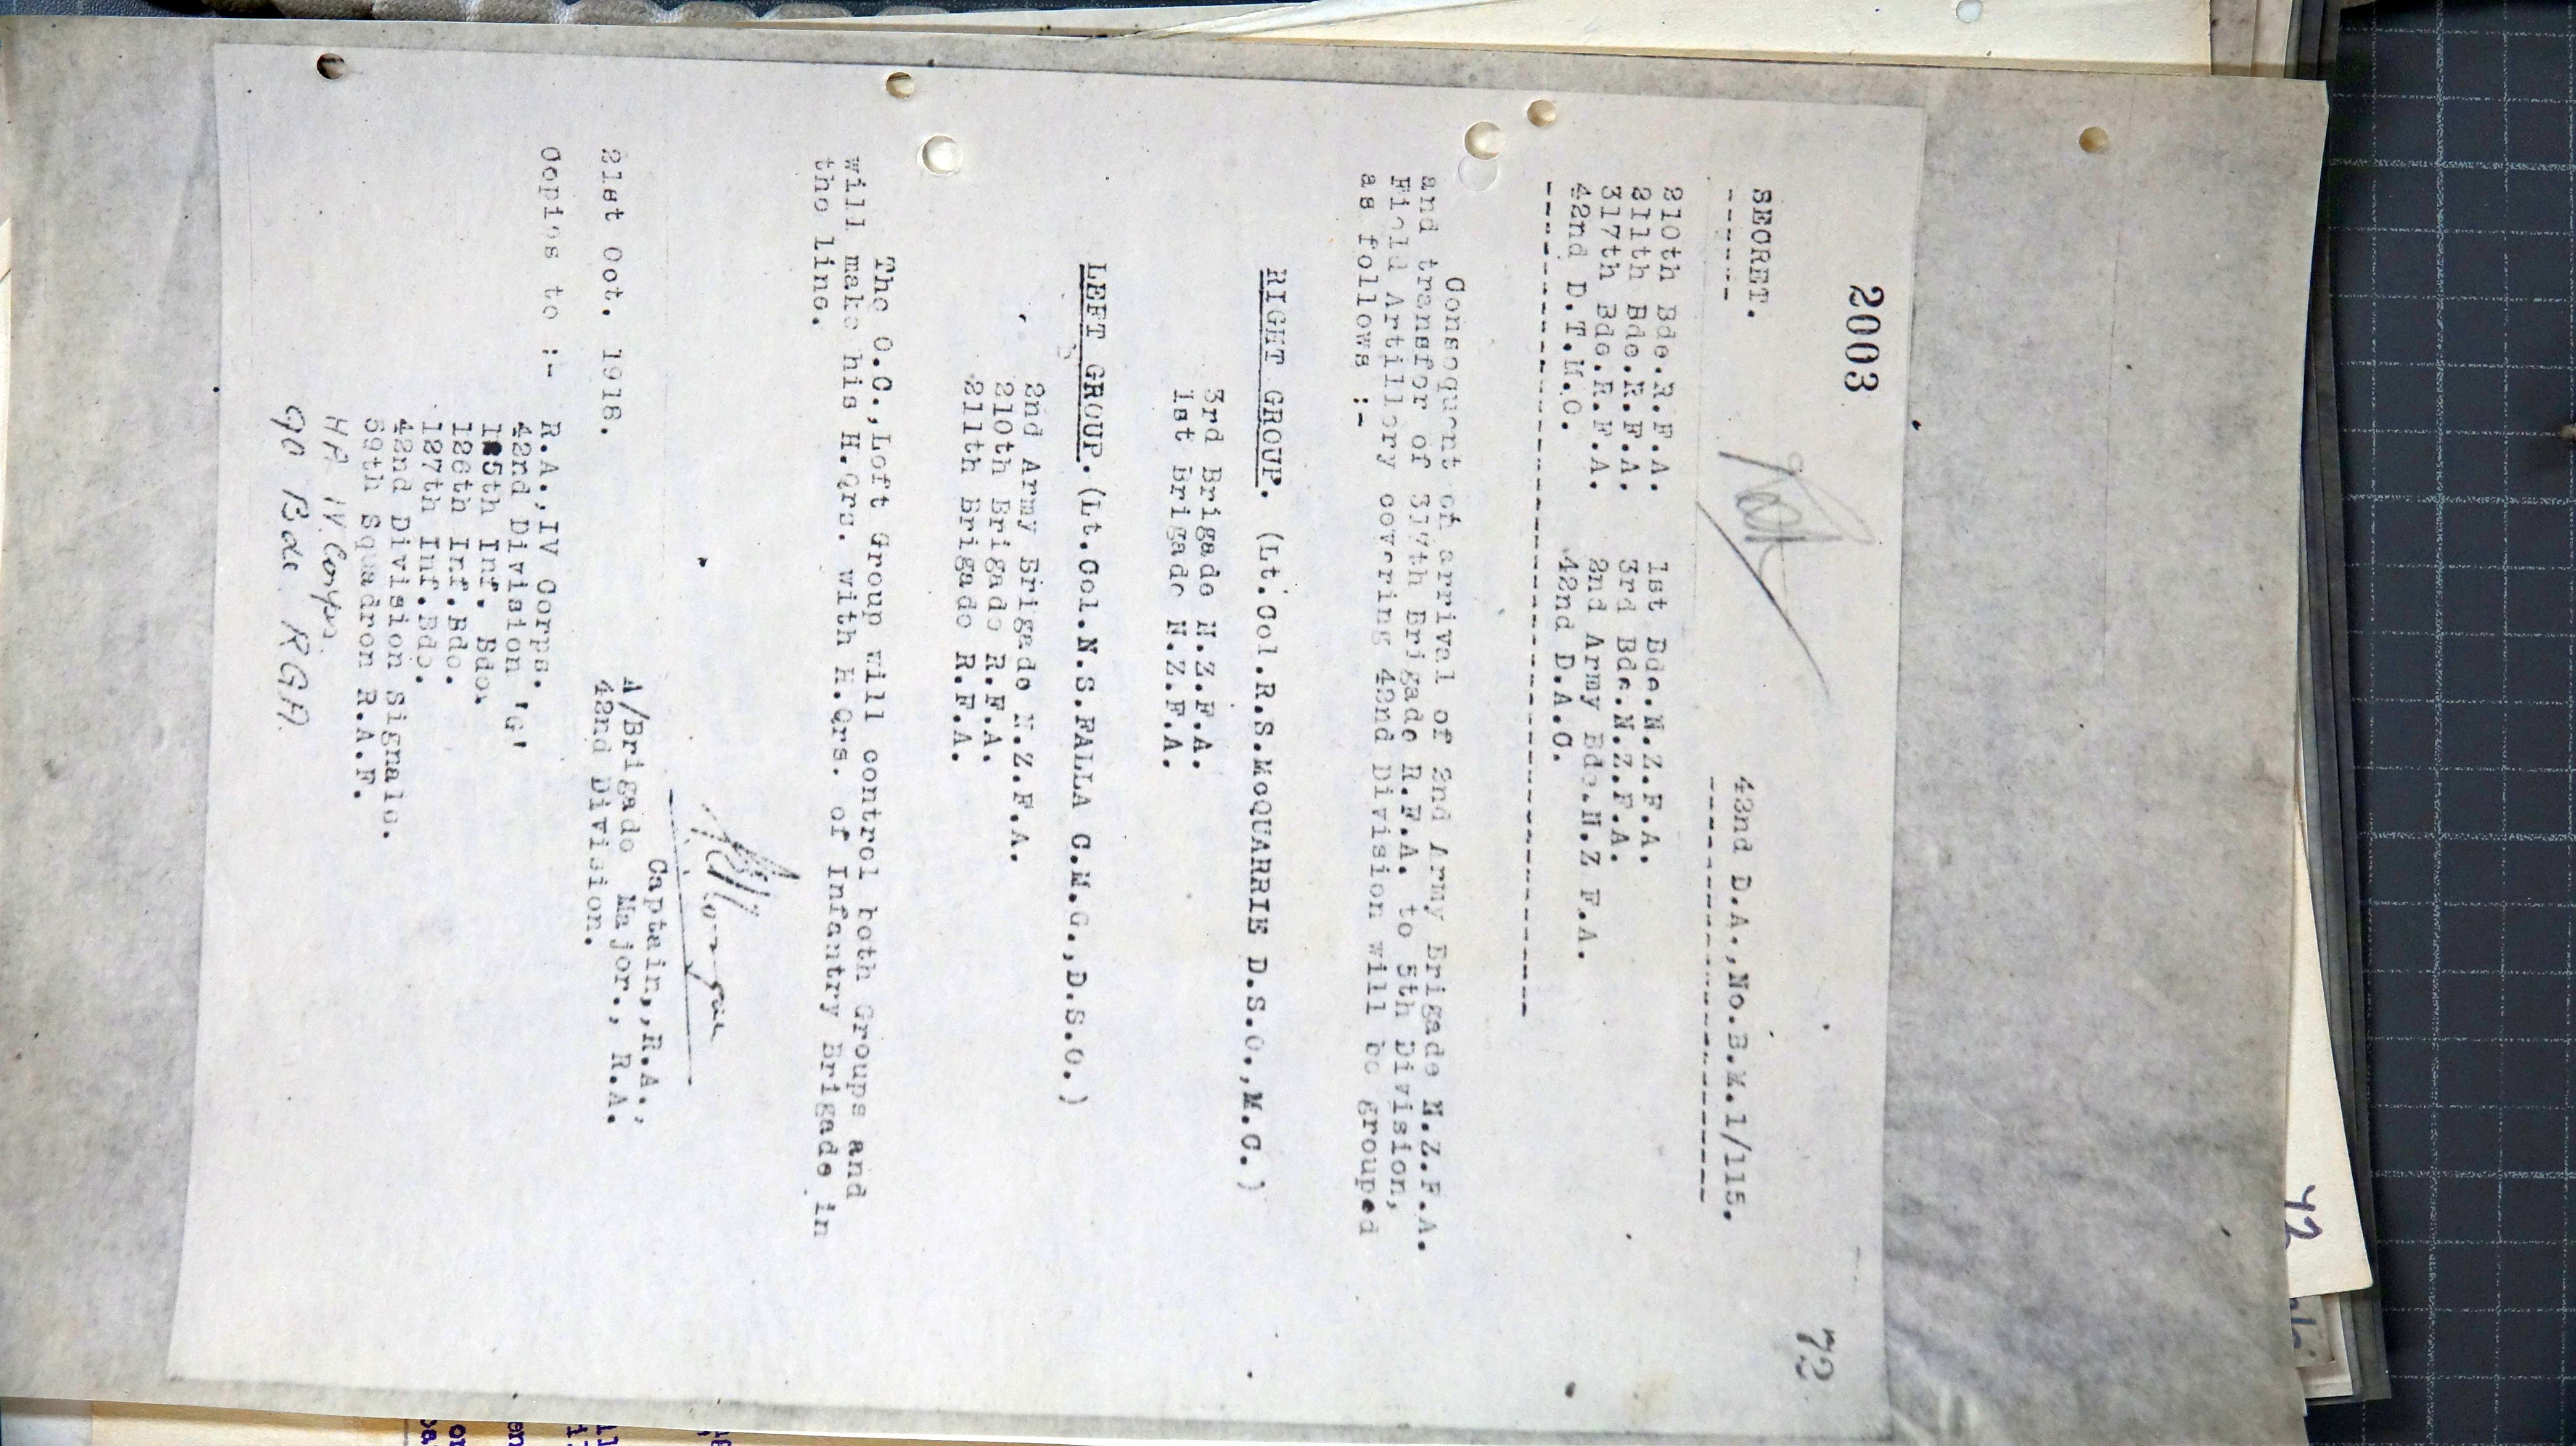 2003
72
SECRET.
42nd D.A.,No.B.M.1/115.
210th Bde.R.F.A. 1st Bde.N.Z.F.A.
211th Bde.R.F.A. 3rd Bde.N.Z.F.A.
317th Bde.R.F.A. 2nd Army Bde.N.Z F.A.
42nd D.T.M.O. 42nd D.A.C.
Consequent on arrival of 2nd Army Brigade N.Z.F.A.
and transfer of 317th Brigade R.F.A. to 5th Division,
Field Artillery covering 42nd Division will be grouped
as follows :-
RIGHT GROUP. (Lt.Col.R.S.McQUARRIE D.S.O.,M.C.)
3rd Brigade N.Z.F.A.
1st Brigade N.Z.F.A.
LEFT GROUP. (Lt.Col.N.S.FALLA C.M.G.,D.S.O.)
2nd Army Brigade N.Z.F.A.
210th Brigade R.F.A.
211th Brigade R.F.A.
The O.C.,Left Group will control both Groups and
will make his H.Qrs. with H.Qrs. of Infantry Brigade in
the line.
Captain,,R.A.,
A/Brigade Major., R.A.
21st Oct. 1918. 42nd Division.
Copies to :- R.A.,IV Corps.
42nd Division 'G'
125th Inf. Bde.
126th Inf.Bde.
127th Inf.Bde.
42nd Division Signals.
59th Squadron R.A.F.
HA IV Corps.
90 Bde RGA
42